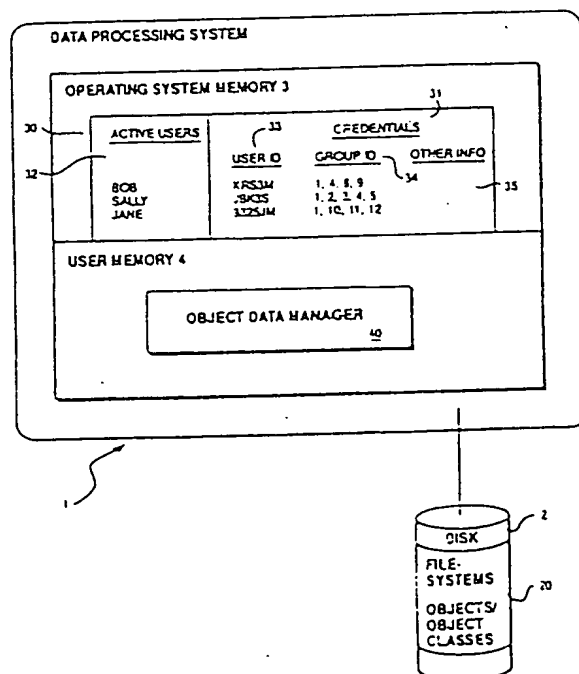 DATA PROCESSING SYSTEM
OPERATING SYSTEM MEMORY 3
31
30
ACTIVE USERS
33
CREDENTIALS
32
USER ID
GROUP ID
OTHER INFO
34
35
BOB
XRS3M
1, 4, 8, 9
SALLY
1, 2, 3, 4, 5
JANE
3325JM
1, 10, 11, 12
USER MEMORY 4
OBJECT DATA MANAGER
40
1
2
DISK
FILE-
SYSTEMS
20
OBJECTS/
OBJECT
CLASSES